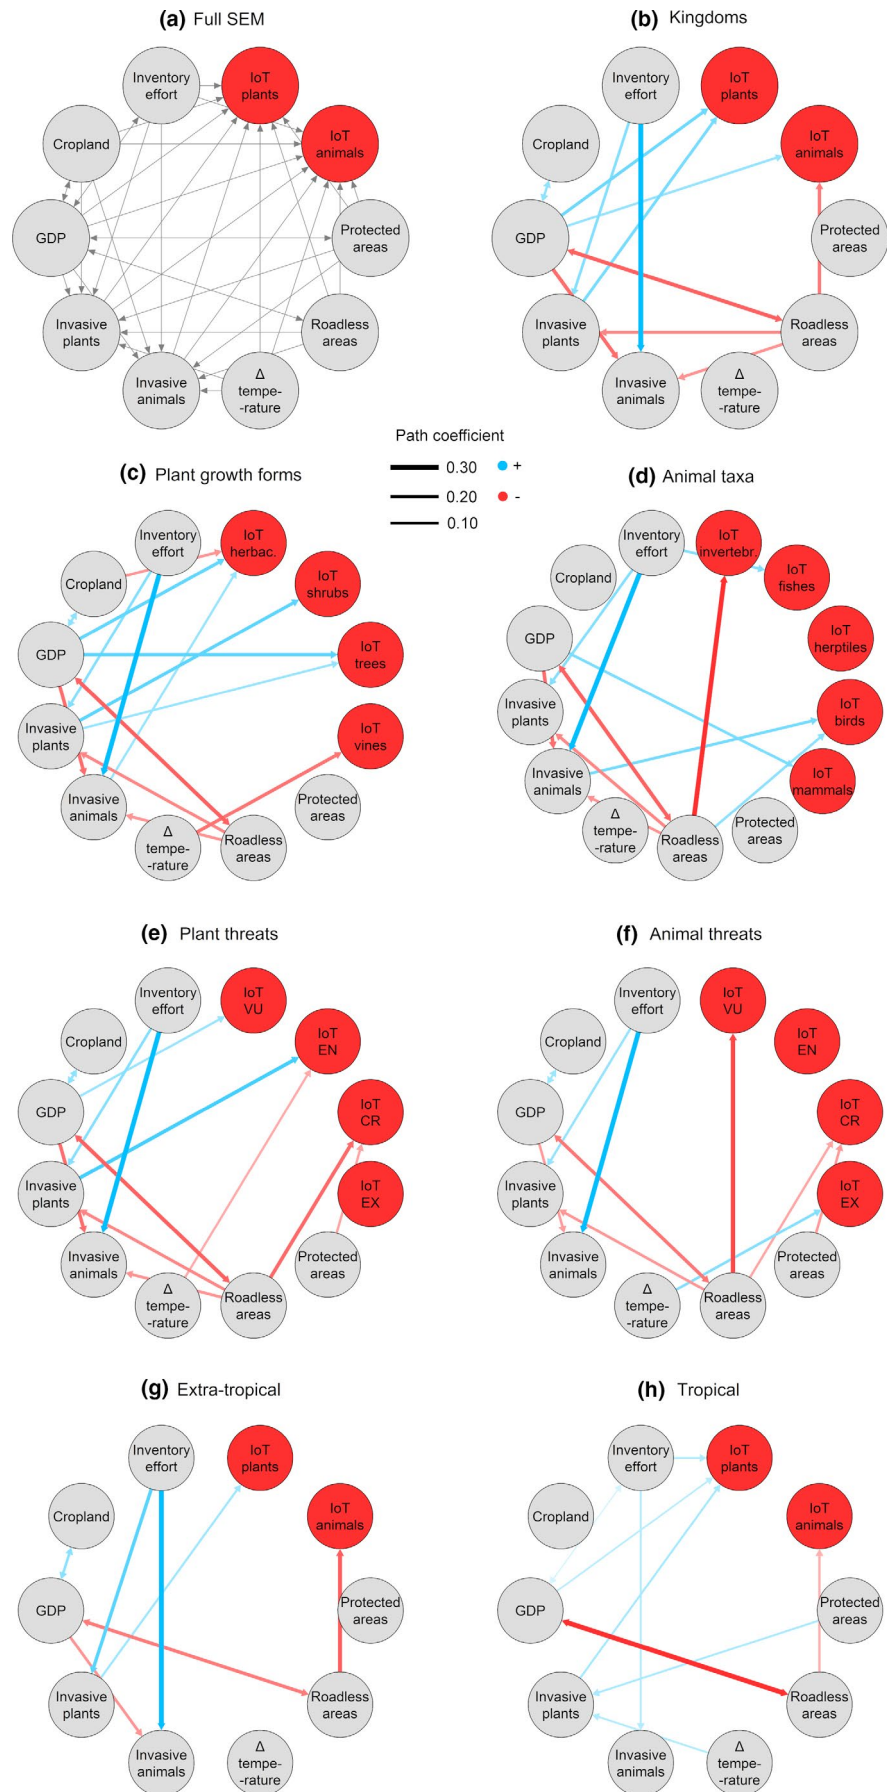 (a) Full SEM
Inventory
effort
IoT
plants
Cropland
IoT
animals
GDP
Protected
areas
Invasive
plants
Roadless
areas
Invasive
animals
Δ
tempe-
-rature
(b) Kingdoms
Inventory
effort
IoT
plants
Cropland
IoT
animals
GDP
Protected
areas
Invasive plants
Roadless
areas
Invasive
animals
Δ
tempe-
-rature
Path coefficient
0.30
+
0.20
-
0.10
(c) Plant growth forms
Inventory
effort
IoT
herbac.
Cropland
IoT
shrubs
GDP
IoT
trees
Invasive
plants
IoT
vines
Invasive
animals
Protected
areas
Δ
tempe-
-rature
Roadless
areas
(d) Animal taxa
Inventory
effort
IoT
invertebr.
Cropland
IoT
fishes
GDP
IoT
herptiles
Invasive
plants
IoT
birds
Invasive
animals
IoT
mammals
Δ
tempe-
-rature
Roadless
areas
Protected
areas
(e) Plant threats
Inventory
effort
IoT
VU
Cropland
IoT
EN
GDP
IoT
CR
Invasive
plants
IoT
EX
Invasive
animals
Protected
areas
Δ
tempe-
-rature
Roadless
areas
(f) Animal threats
Inventory
effort
IoT
VU
Cropland
IoT
EN
GDP
IoT
CR
Invasive
plants
IoT
EX
Invasive
animals
Protected
areas
Δ
tempe-
-rature
Roadless
areas
(g) Extra-tropical
Inventory
effort
IoT
plants
Cropland
IoT
animals
GDP
Protected
areas
Invasive
plants
Roadless
areas
Invasive
animals
Δ
tempe-
-rature
(h) Tropical
Inventory
effort
IoT
plants
Cropland
IoT
animals
GDP
Protected
areas
Invasive
plants
Roadless
areas
Invasive
animals
Δ
tempe-
-rature